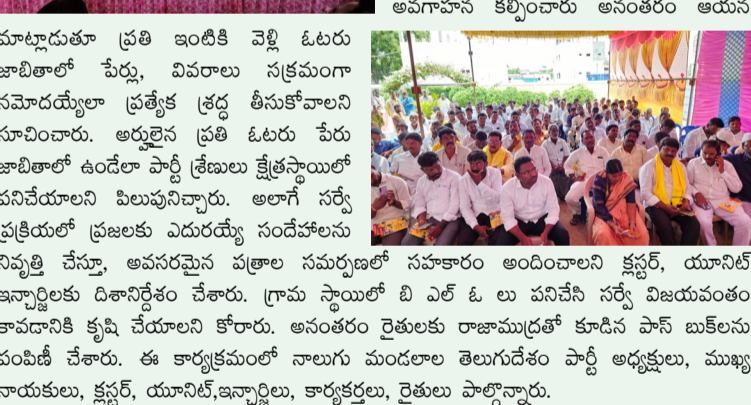 అవగాహన కల్పించారు అనంతరం ఆయన
మాట్లాడుతూ ప్రతి ఇంటికి వెళ్లి ఓటరు
జాబితాలో పేర్లు, వివరాలు సక్రమంగా
నమోదయ్యేలా ప్రత్యేక శ్రద్ధ తీసుకోవాలని
సూచించారు. అర్హులైన ప్రతి ఓటరు పేరు
జాబితాలో ఉండేలా పార్టీ శ్రేణులు క్షేత్రస్థాయిలో
పనిచేయాలని పిలుపునిచ్చారు. అలాగే సర్వే
ప్రక్రియలో ప్రజలకు ఎదురయ్యే సందేహాలను
నివృత్తి చేస్తూ, అవసరమైన పత్రాల సమర్పణలో సహకారం అందించాలని క్లస్టర్, యూనిట్
ఇన్చార్జిలకు దిశానిర్దేశం చేశారు. గ్రామ స్థాయిలో బి ఎల్ ఓ లు పనిచేసి సర్వే విజయవంతం
కావడానికి కృషి చేయాలని కోరారు. అనంతరం రైతులకు రాజాముద్రతో కూడిన పాస్ బుక్‌లను
పంపిణీ చేశారు. ఈ కార్యక్రమంలో నాలుగు మండలాల తెలుగుదేశం పార్టీ అధ్యక్షులు, ముఖ్య
నాయకులు, క్లస్టర్, యూనిట్,ఇన్చార్జిలు, కార్యకర్తలు, రైతులు పాల్గొన్నారు.